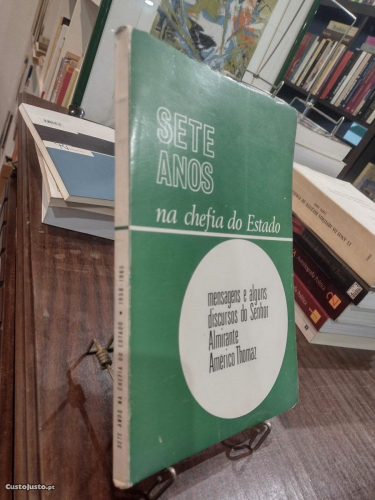 SETE
ANOS
na chefia do Estado
mensagens e alguns
discursos do Senhor
Almirante
Américo Thomaz
SETE ANOS NA CHEFIA DO ESTADO • 1958-1965
CustoJusto.pt